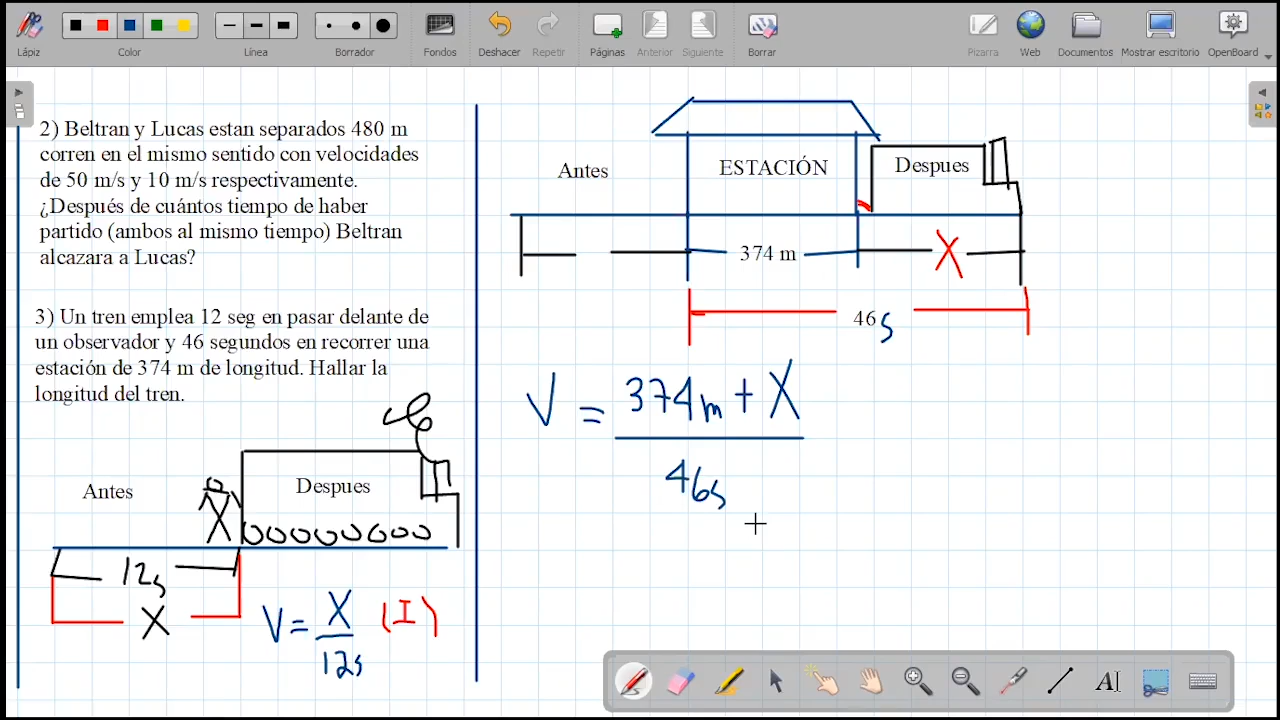 Lápiz
Color
Línea
Borrador
Fondos
Deshacer
Repetir
Páginas
Anterior
Siguiente
Borrar
Pizarra
Web
Documentos
Mostrar escritorio
OpenBoard
2) Beltran y Lucas estan separados 480 m
corren en el mismo sentido con velocidades
de 50 m/s y 10 m/s respectivamente.
¿Después de cuántos tiempo de haber
partido (ambos al mismo tiempo) Beltran
alcazara a Lucas?
3) Un tren emplea 12 seg en pasar delante de
un observador y 46 segundos en recorrer una
estación de 374 m de longitud. Hallar la
longitud del tren.
Antes
Despues
12s
X
V = X / 12s (I)
Antes
ESTACIÓN
Despues
374 m
X
46s
V = 374m + X
46s